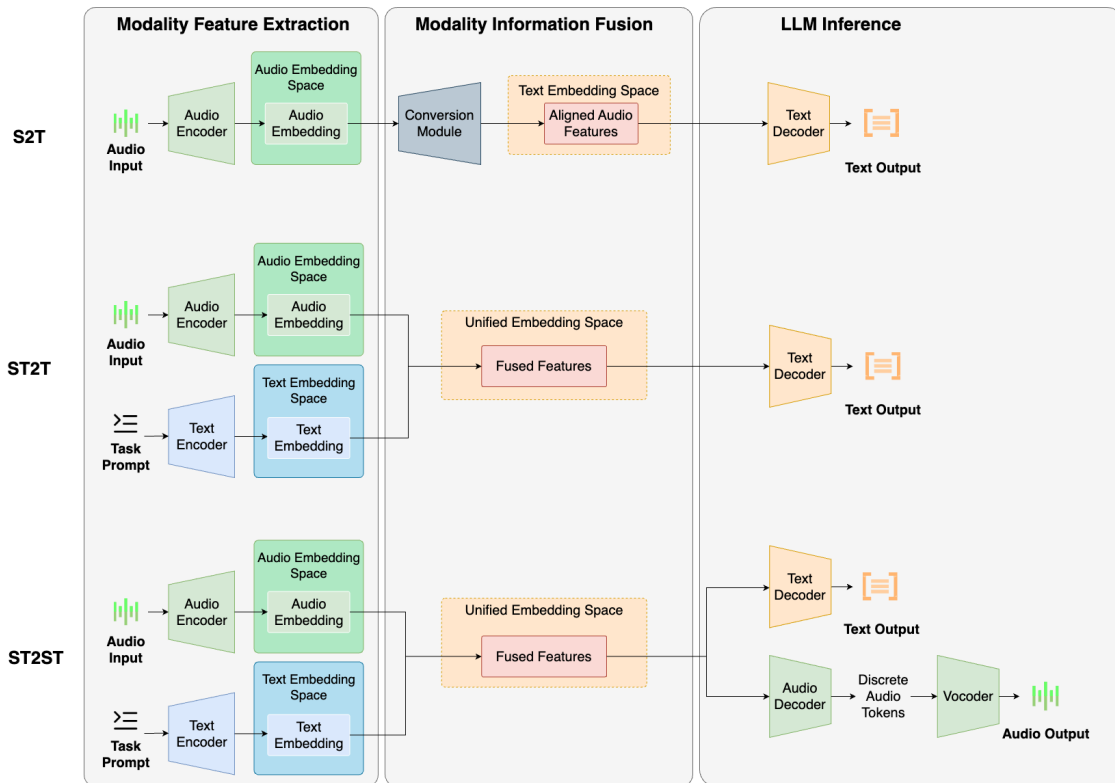 Modality Feature Extraction
Modality Information Fusion
LLM Inference
S2T
Audio
Input
Audio
Encoder
Audio Embedding
Space
Audio
Embedding
Conversion
Module
Text Embedding Space
Aligned Audio
Features
Text
Decoder
Text Output
ST2T
Audio
Input
Audio
Encoder
Audio Embedding
Space
Audio
Embedding
Task
Prompt
Text
Encoder
Text Embedding
Space
Text
Embedding
Unified Embedding Space
Fused Features
Text
Decoder
Text Output
ST2ST
Audio
Input
Audio
Encoder
Audio Embedding
Space
Audio
Embedding
Task
Prompt
Text
Encoder
Text Embedding
Space
Text
Embedding
Unified Embedding Space
Fused Features
Text
Decoder
Text Output
Audio
Decoder
Discrete
Audio
Tokens
Vocoder
Audio Output